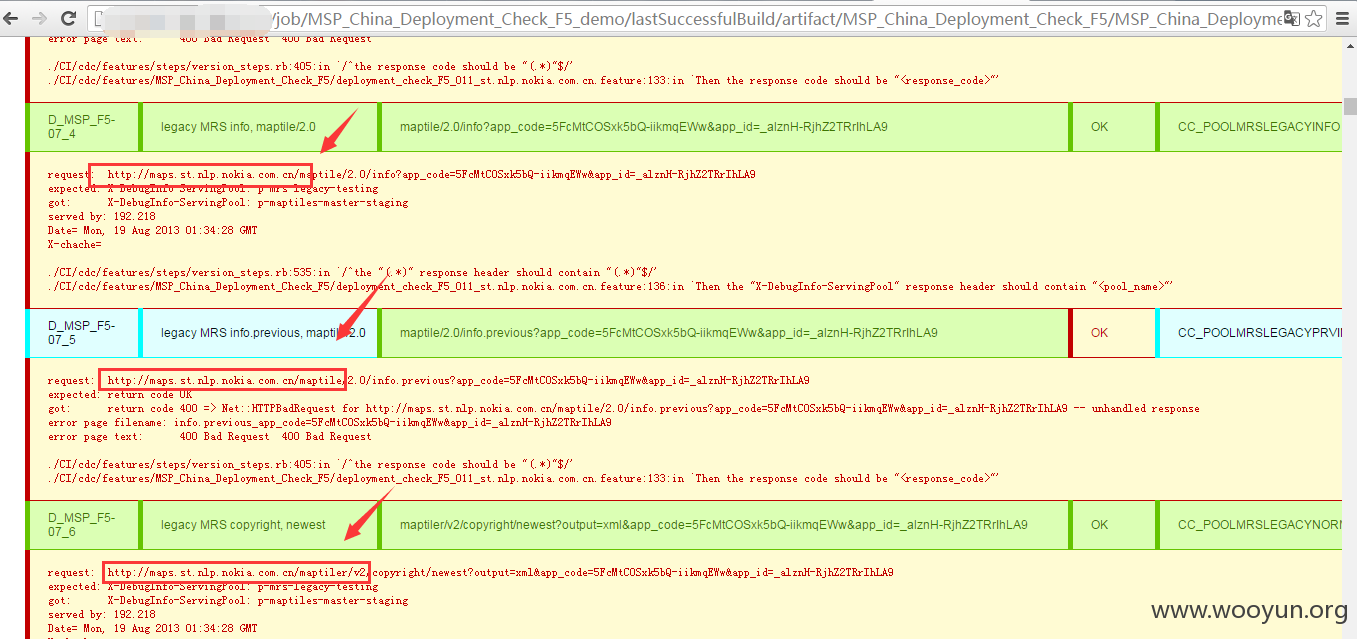 /job/MSP_China_Deployment_Check_F5_demo/lastSuccessfulBuild/artifact/MSP_China_Deployment_Check_F5/MSP_China_Deployme
error page text: 400 Bad Request 400 Bad Request
./CI/cdc/features/steps/version_steps.rb:405:in `/^the response code should be "(.*)"$/'
./CI/cdc/features/MSP_China_Deployment_Check_F5/deployment_check_F5_011_st.nlp.nokia.com.cn.feature:133:in `Then the response code should be "<response_code>"'
D_MSP_F5-07_4 legacy MRS info, maptile/2.0 maptile/2.0/info?app_code=5FcMtCOSxk5bQ-iikmqEWw&app_id=_alznH-RjhZ2TRrIhLA9 OK CC_POOLMRSLEGACYINFO
request: http://maps.st.nlp.nokia.com.cn/maptile/2.0/info?app_code=5FcMtCOSxk5bQ-iikmqEWw&app_id=_alznH-RjhZ2TRrIhLA9
expected: X-DebugInfo-ServingPool: p-mrs-legacy-testing
got: X-DebugInfo-ServingPool: p-maptiles-master-staging
served by: 192.218
Date= Mon, 19 Aug 2013 01:34:28 GMT
X-chache=
./CI/cdc/features/steps/version_steps.rb:535:in `/^the "(.*)" response header should contain "(.*)"$/'
./CI/cdc/features/MSP_China_Deployment_Check_F5/deployment_check_F5_011_st.nlp.nokia.com.cn.feature:136:in `Then the "X-DebugInfo-ServingPool" response header should contain "<pool_name>"'
D_MSP_F5-07_5 legacy MRS info.previous, maptile/2.0 maptile/2.0/info.previous?app_code=5FcMtCOSxk5bQ-iikmqEWw&app_id=_alznH-RjhZ2TRrIhLA9 OK CC_POOLMRSLEGACYPRVI
request: http://maps.st.nlp.nokia.com.cn/maptile/2.0/info.previous?app_code=5FcMtCOSxk5bQ-iikmqEWw&app_id=_alznH-RjhZ2TRrIhLA9
expected: return code OK
got: return code 400 => Net::HTTPBadRequest for http://maps.st.nlp.nokia.com.cn/maptile/2.0/info.previous?app_code=5FcMtCOSxk5bQ-iikmqEWw&app_id=_alznH-RjhZ2TRrIhLA9 -- unhandled response
error page filename: info.previous_app_code=5FcMtCOSxk5bQ-iikmqEWw&app_id=_alznH-RjhZ2TRrIhLA9
error page text: 400 Bad Request 400 Bad Request
./CI/cdc/features/steps/version_steps.rb:405:in `/^the response code should be "(.*)"$/'
./CI/cdc/features/MSP_China_Deployment_Check_F5/deployment_check_F5_011_st.nlp.nokia.com.cn.feature:133:in `Then the response code should be "<response_code>"'
D_MSP_F5-07_6 legacy MRS copyright, newest maptiler/v2/copyright/newest?output=xml&app_code=5FcMtCOSxk5bQ-iikmqEWw&app_id=_alznH-RjhZ2TRrIhLA9 OK CC_POOLMRSLEGACYNOR
request: http://maps.st.nlp.nokia.com.cn/maptiler/v2/copyright/newest?output=xml&app_code=5FcMtCOSxk5bQ-iikmqEWw&app_id=_alznH-RjhZ2TRrIhLA9
expected: X-DebugInfo-ServingPool: p-mrs-legacy-testing
got: X-DebugInfo-ServingPool: p-maptiles-master-staging
served by: 192.218
Date= Mon, 19 Aug 2013 01:34:28 GMT
www.wooyun.org